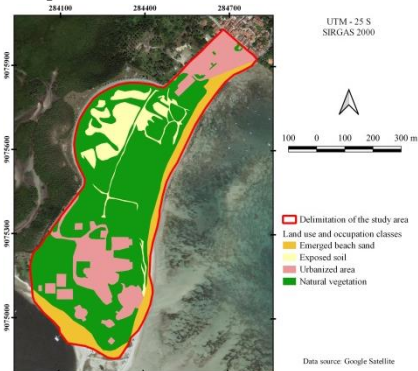 284100 284400 284700
9075900
9075600
9075300
9075000
UTM - 25 S
SIRGAS 2000
100 0 100 200 300 m
Delimitation of the study area
Land use and occupation classes
Emerged beach sand
Exposed soil
Urbanized area
Natural vegetation
Data source: Google Satellite